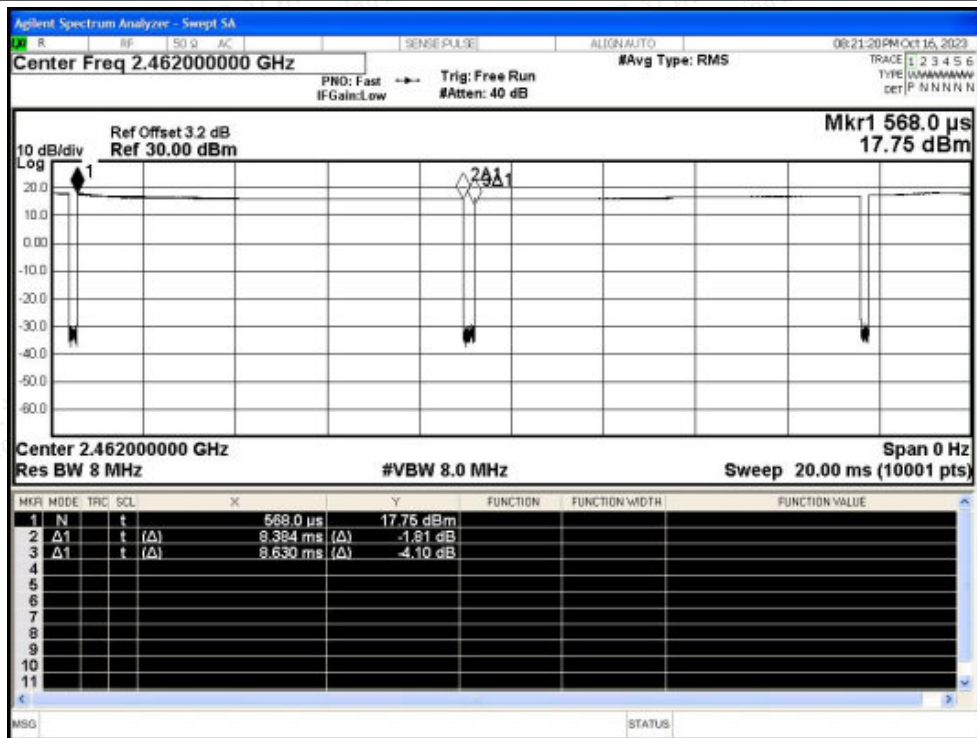 Agilent Spectrum Analyzer - Swept SA
R RF 50 Ω AC SENSE:PULSE ALIGNAUTO 08:21:20PM Oct 16, 2023
Center Freq 2.462000000 GHz #Avg Type: RMS TRACE 1 2 3 4 5 6
PNO: Fast Trig: Free Run TYPE WWWWWWW
IFGain:Low #Atten: 40 dB DET P N N N N N
Mkr1 568.0 µs
Ref Offset 3.2 dB
10 dB/div Ref 30.00 dBm 17.75 dBm
Log
1
2Δ1
3Δ1
20.0
10.0
0.00
-10.0
-20.0
-30.0
-40.0
-50.0
-60.0
Center 2.462000000 GHz Span 0 Hz
Res BW 8 MHz #VBW 8.0 MHz Sweep 20.00 ms (10001 pts)
MKR MODE TRC SCL X Y FUNCTION FUNCTION WIDTH FUNCTION VALUE
1 N t 568.0 µs 17.75 dBm
2 Δ1 t (Δ) 8.384 ms (Δ) -1.81 dB
3 Δ1 t (Δ) 8.630 ms (Δ) -4.10 dB
4
5
6
7
8
9
10
11
MSG STATUS